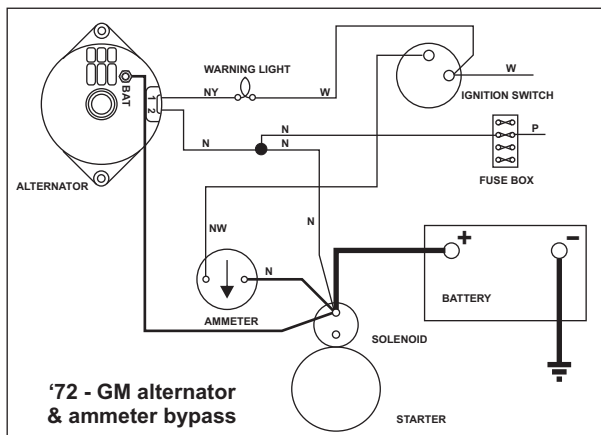 WARNING LIGHT
NY
W
W
IGNITION SWITCH
BAT
1
2
N
N
N
P
ALTERNATOR
FUSE BOX
NW
N
N
+
-
BATTERY
AMMETER
SOLENOID
'72 - GM alternator
& ammeter bypass
STARTER